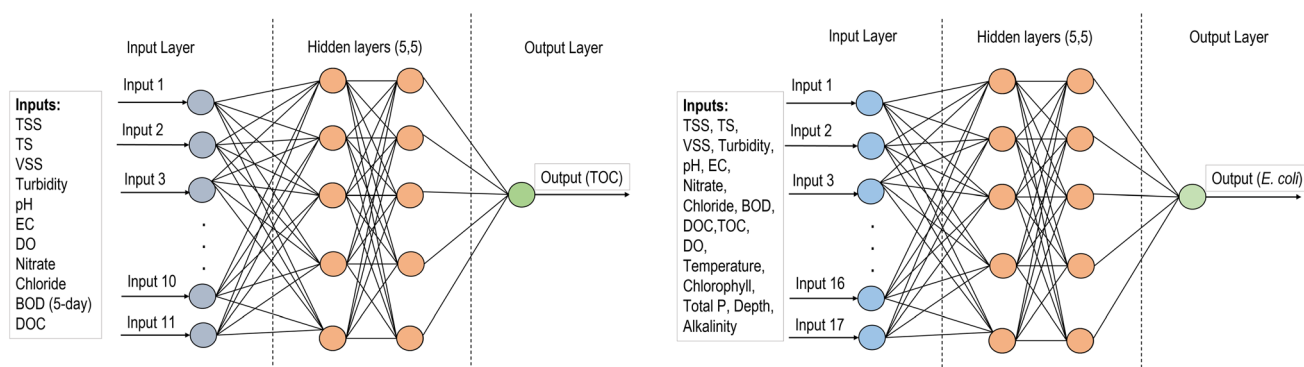 Input Layer
Hidden layers (5,5)
Output Layer
Inputs:
TSS
TS
VSS
Turbidity
pH
EC
DO
Nitrate
Chloride
BOD (5-day)
DOC
Input 1
Input 2
Input 3
Input 10
Input 11
Output (TOC)
Input Layer
Hidden layers (5,5)
Output Layer
Inputs:
TSS, TS,
VSS, Turbidity,
pH, EC,
Nitrate,
Chloride, BOD,
DOC,TOC,
DO,
Temperature,
Chlorophyll,
Total P, Depth,
Alkalinity
Input 1
Input 2
Input 3
Input 16
Input 17
Output (E. coli)